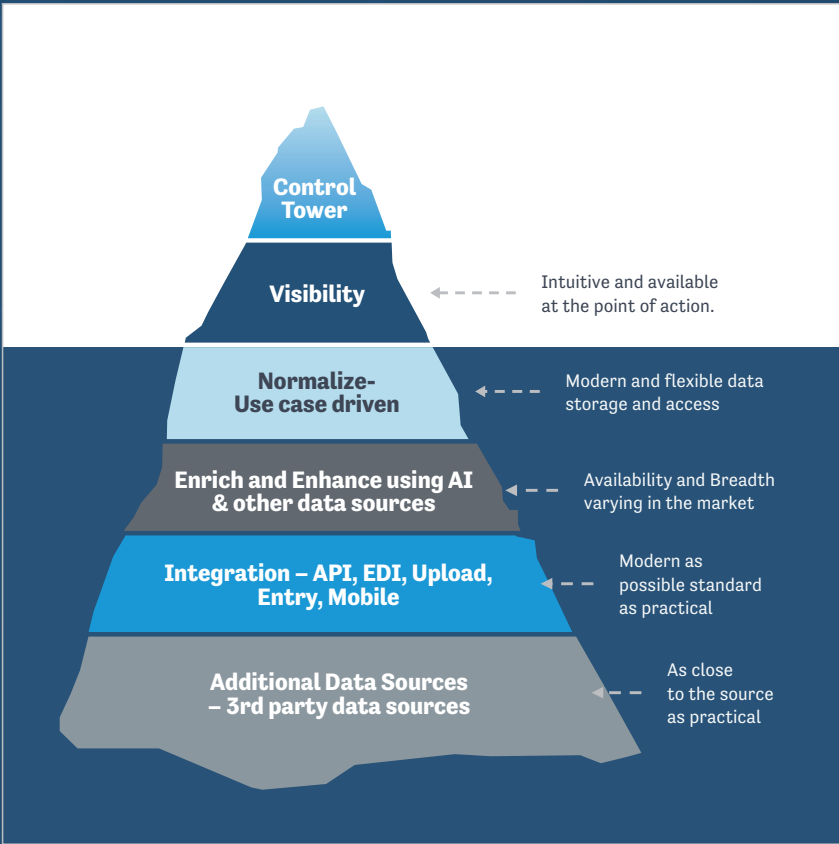 Control
Tower
Visibility
Intuitive and available
at the point of action.
Normalize-
Use case driven
Modern and flexible data
storage and access
Enrich and Enhance using AI
& other data sources
Availability and Breadth
varying in the market
Integration – API, EDI, Upload,
Entry, Mobile
Modern as
possible standard
as practical
Additional Data Sources
– 3rd party data sources
As close
to the source
as practical